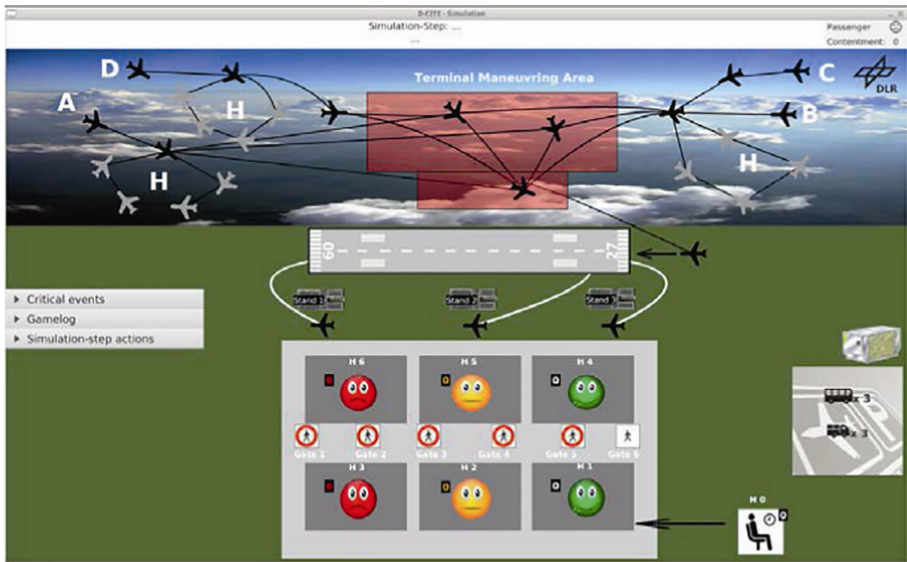 D-CITE - Simulation
Simulation-Step: ...
...
Passenger
Contentment: 0
D
Terminal Maneuvring Area
C
DLR
A
H
B
H
H
60
27
Stand 1
Stand 2
Stand 3
Critical events
Gamelog
Simulation-step actions
H 6
H 5
H 4
0
0
0
x 3
x 3
Gate 1
Gate 2
Gate 3
Gate 4
Gate 5
Gate 6
H 3
H 2
H 1
0
0
0
H 0
0
P